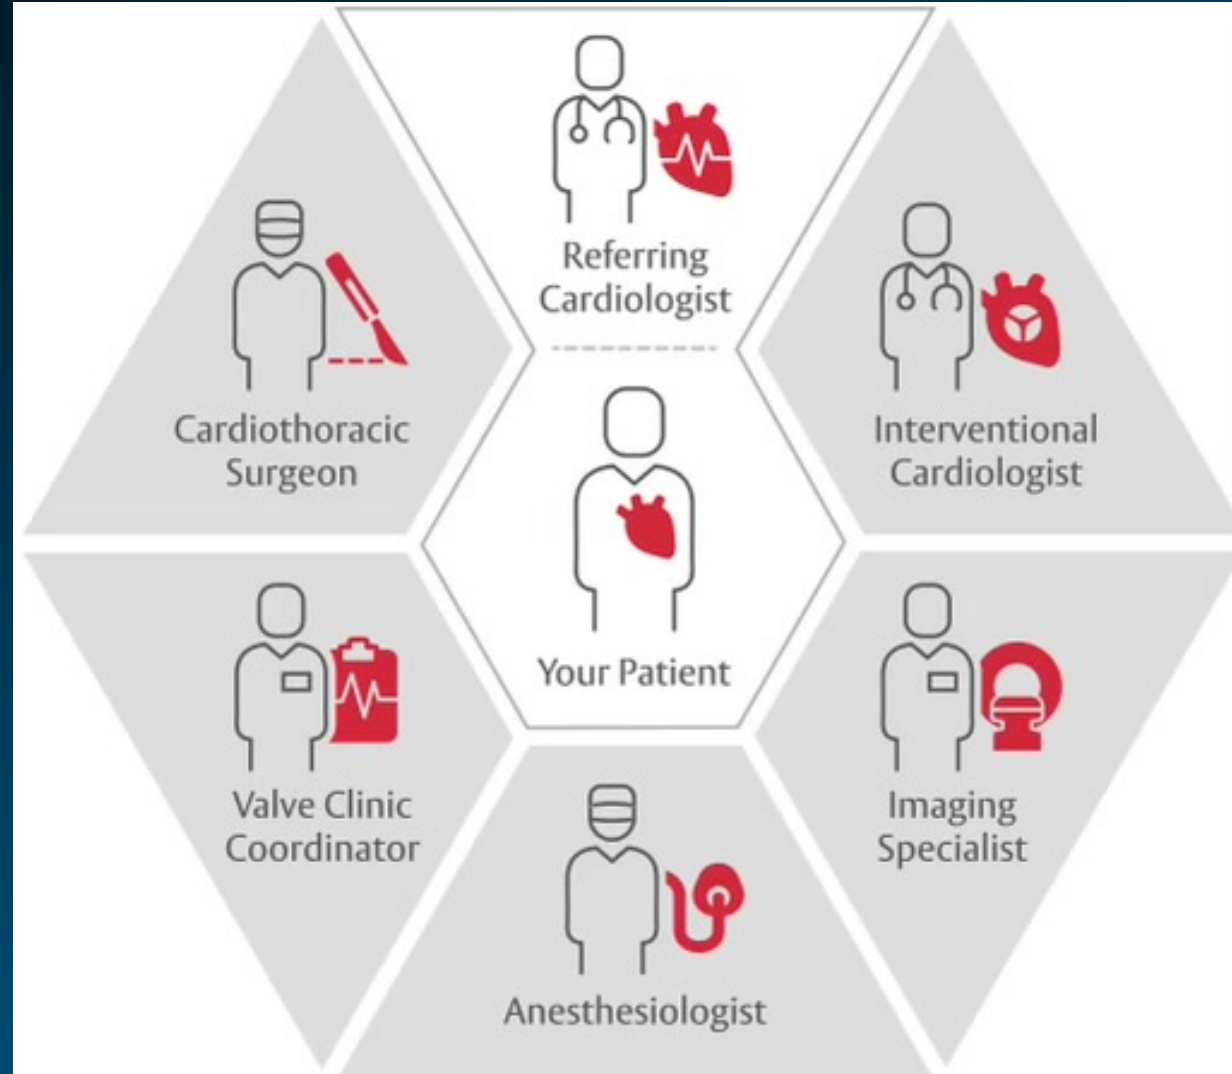 Referring
Cardiologist
Cardiothoracic
Surgeon
Interventional
Cardiologist
Your Patient
Valve Clinic
Coordinator
Imaging
Specialist
Anesthesiologist